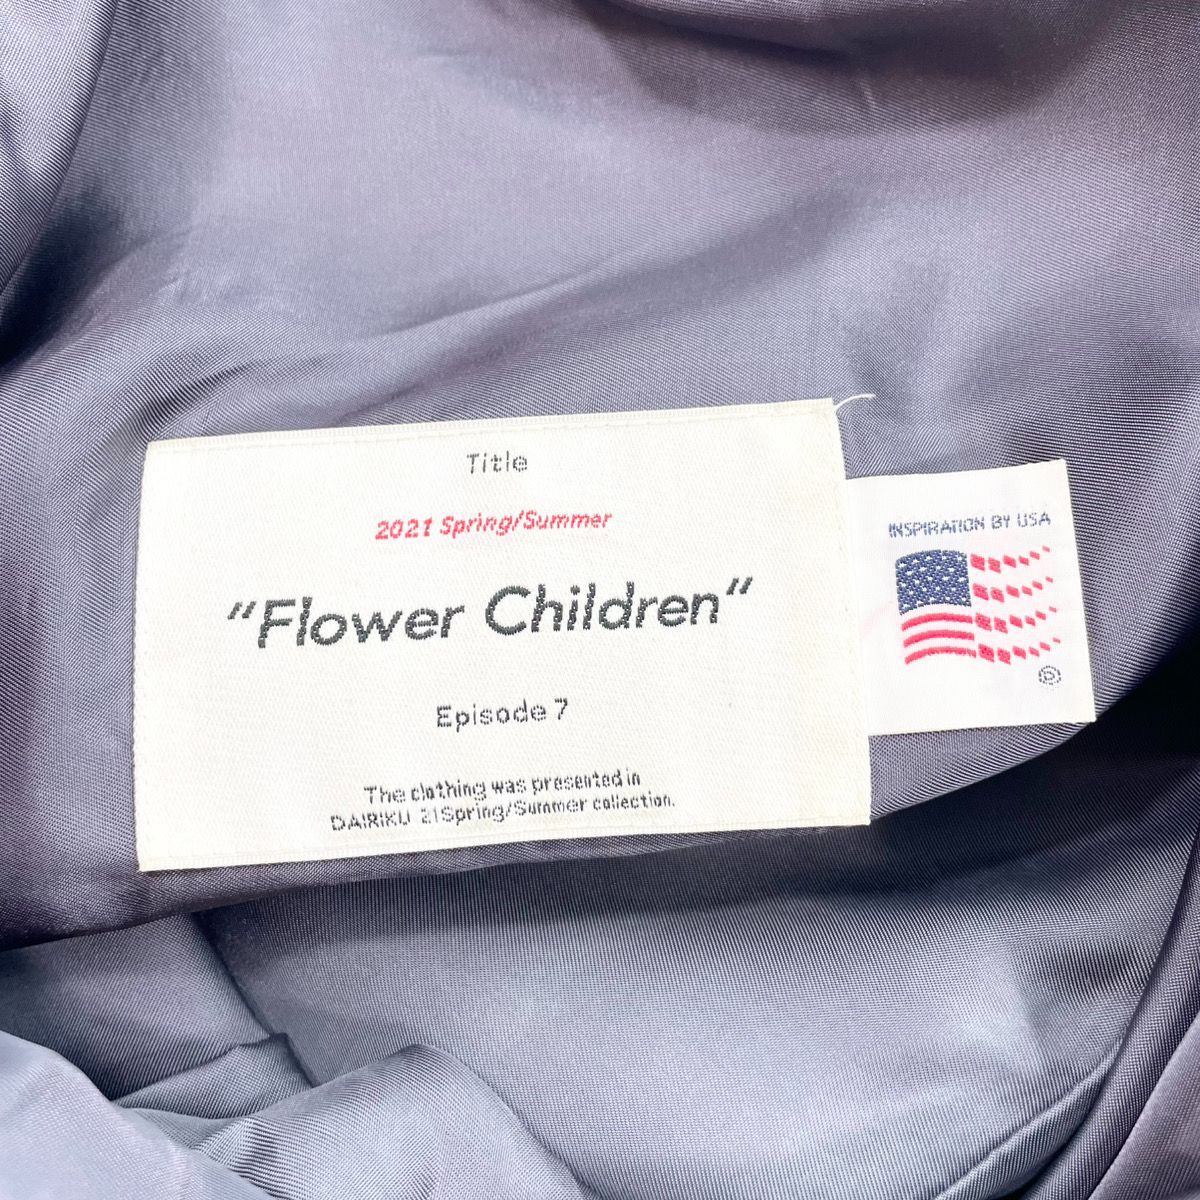 Title
2021 Spring/Summer
"Flower Children"
Episode 7
The clothing was presented in
DAIRIKU 21Spring/Summer collection.
INSPIRATION BY USA